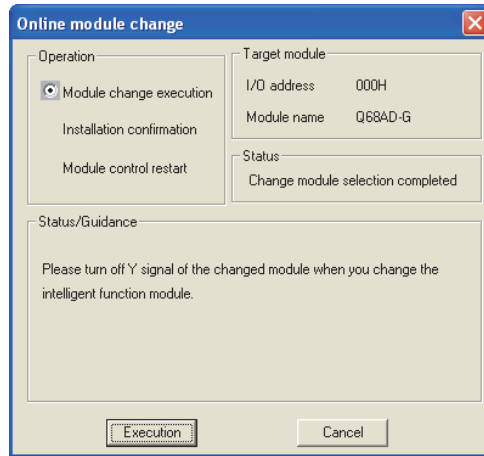 Online module change
Operation
Module change execution
Installation confirmation
Module control restart
Target module
I/O address 000H
Module name Q68AD-G
Status
Change module selection completed
Status/Guidance
Please turn off Y signal of the changed module when you change the
intelligent function module.
Execution
Cancel